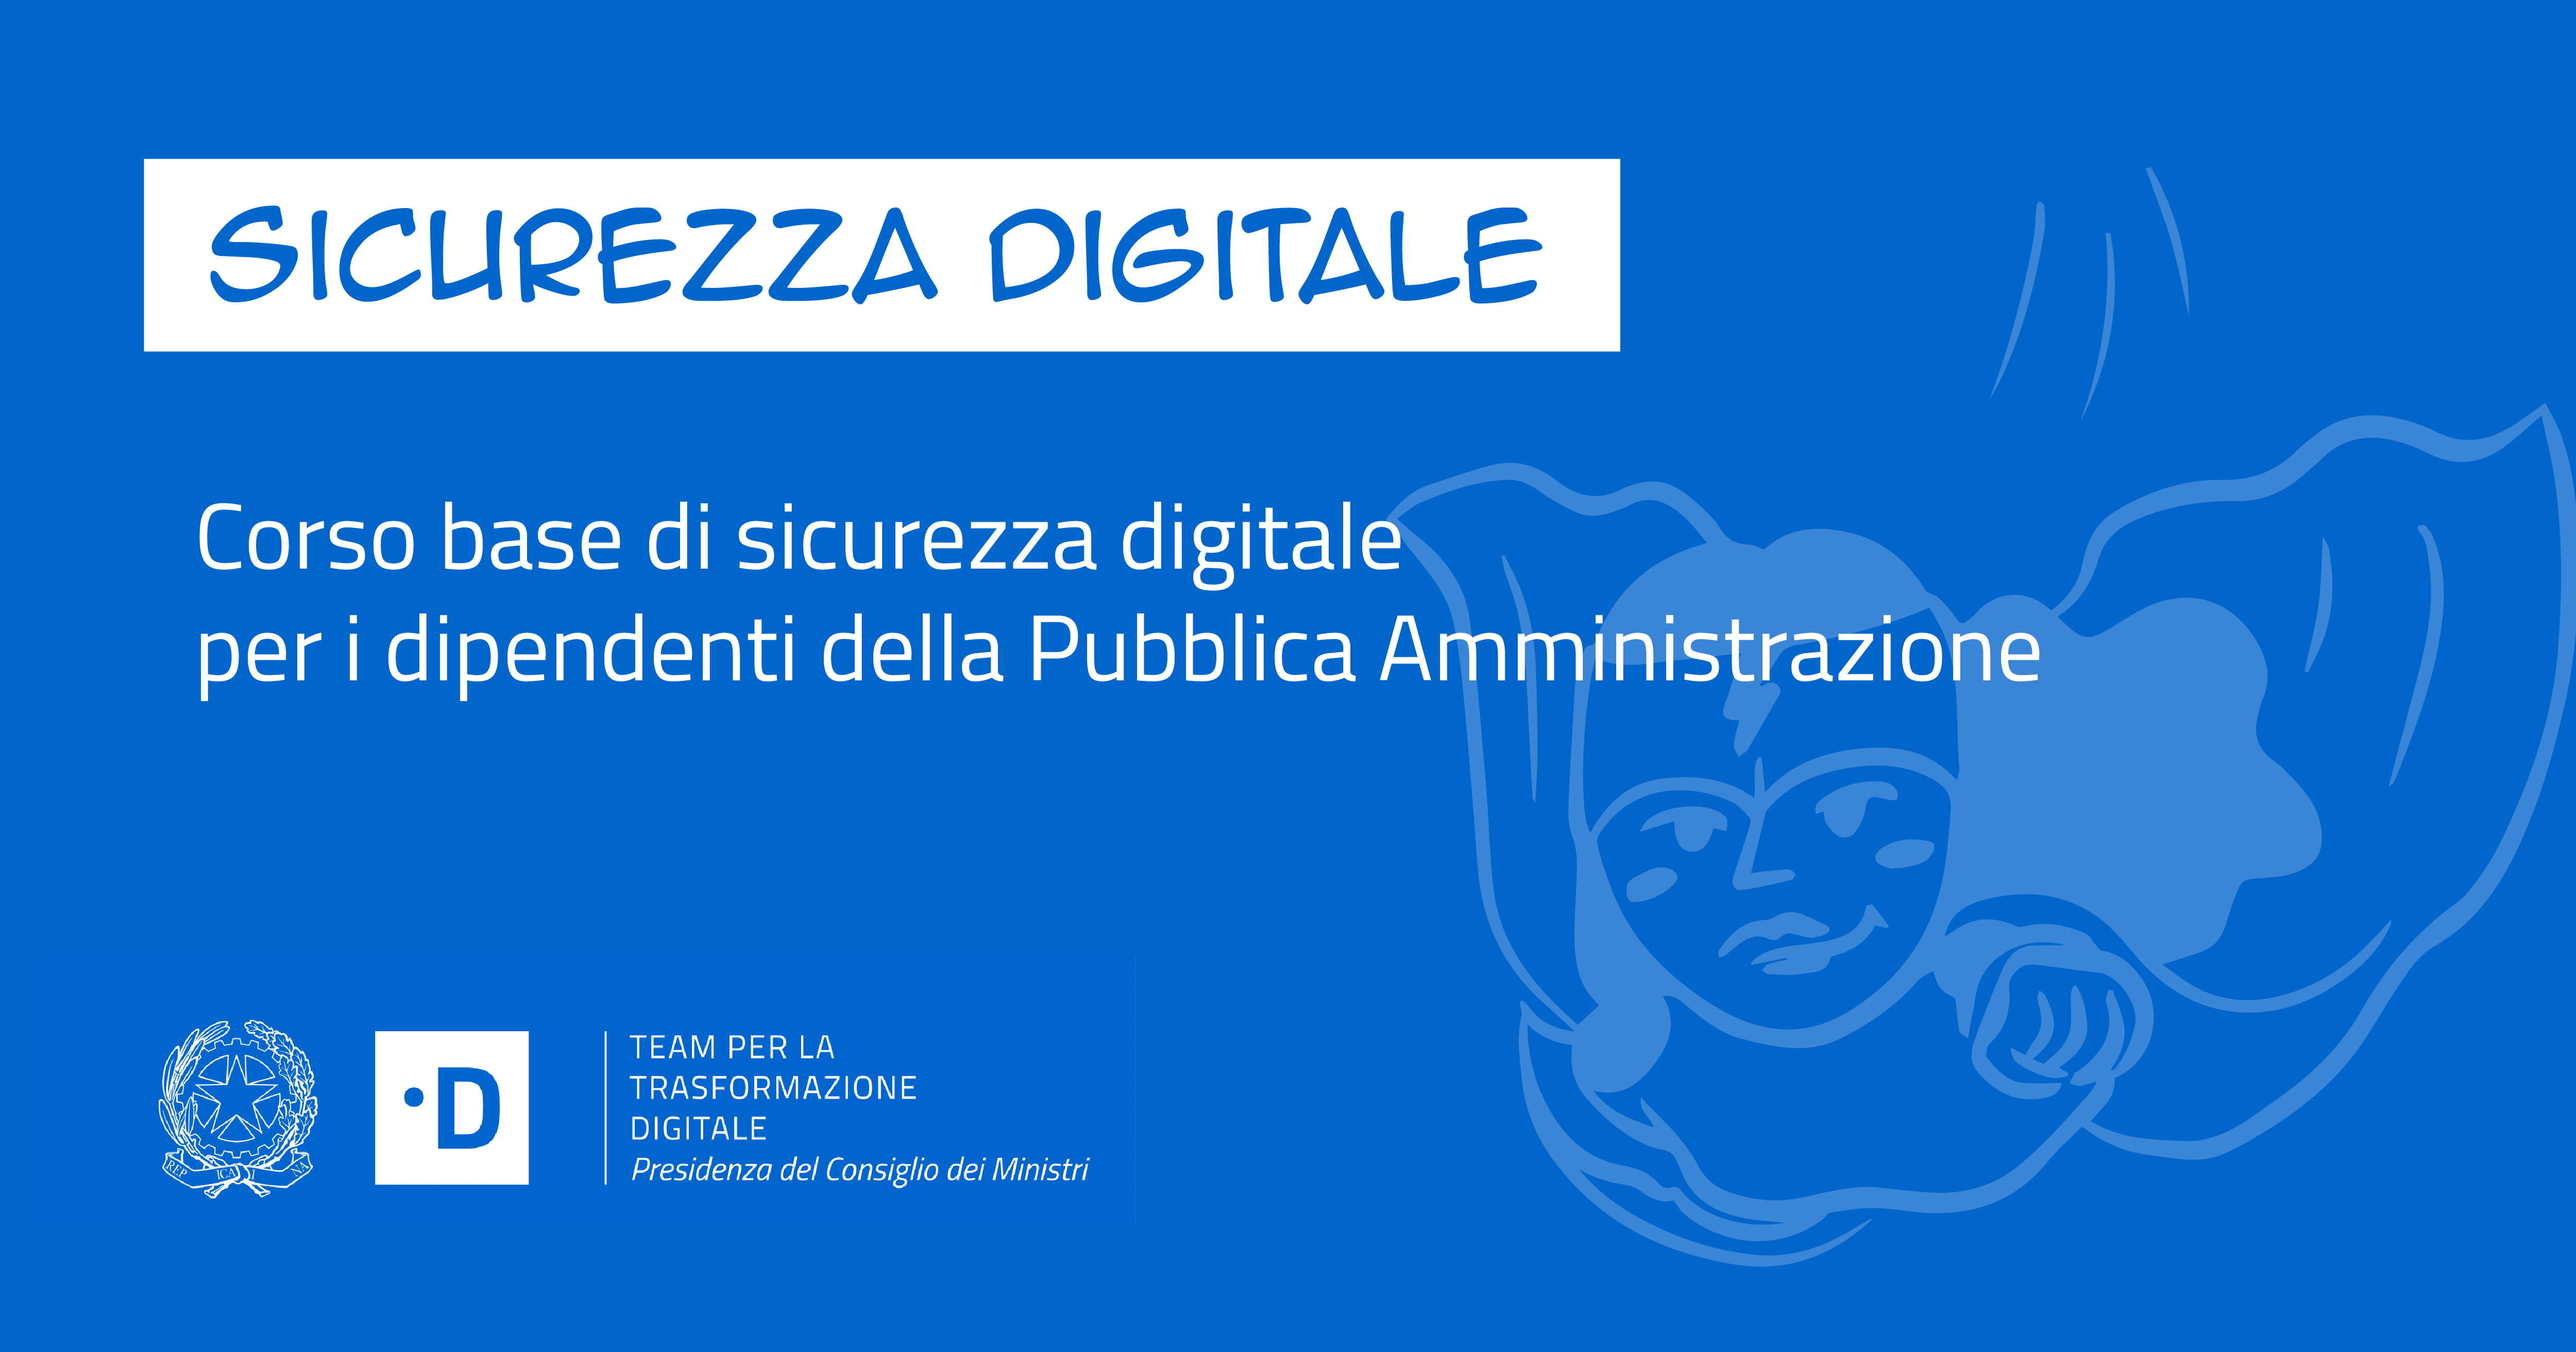 SICUREZZA DIGITALE
Corso base di sicurezza digitale
per i dipendenti della Pubblica Amministrazione
REP ICA I NA
·D
TEAM PER LA
TRASFORMAZIONE
DIGITALE
Presidenza del Consiglio dei Ministri